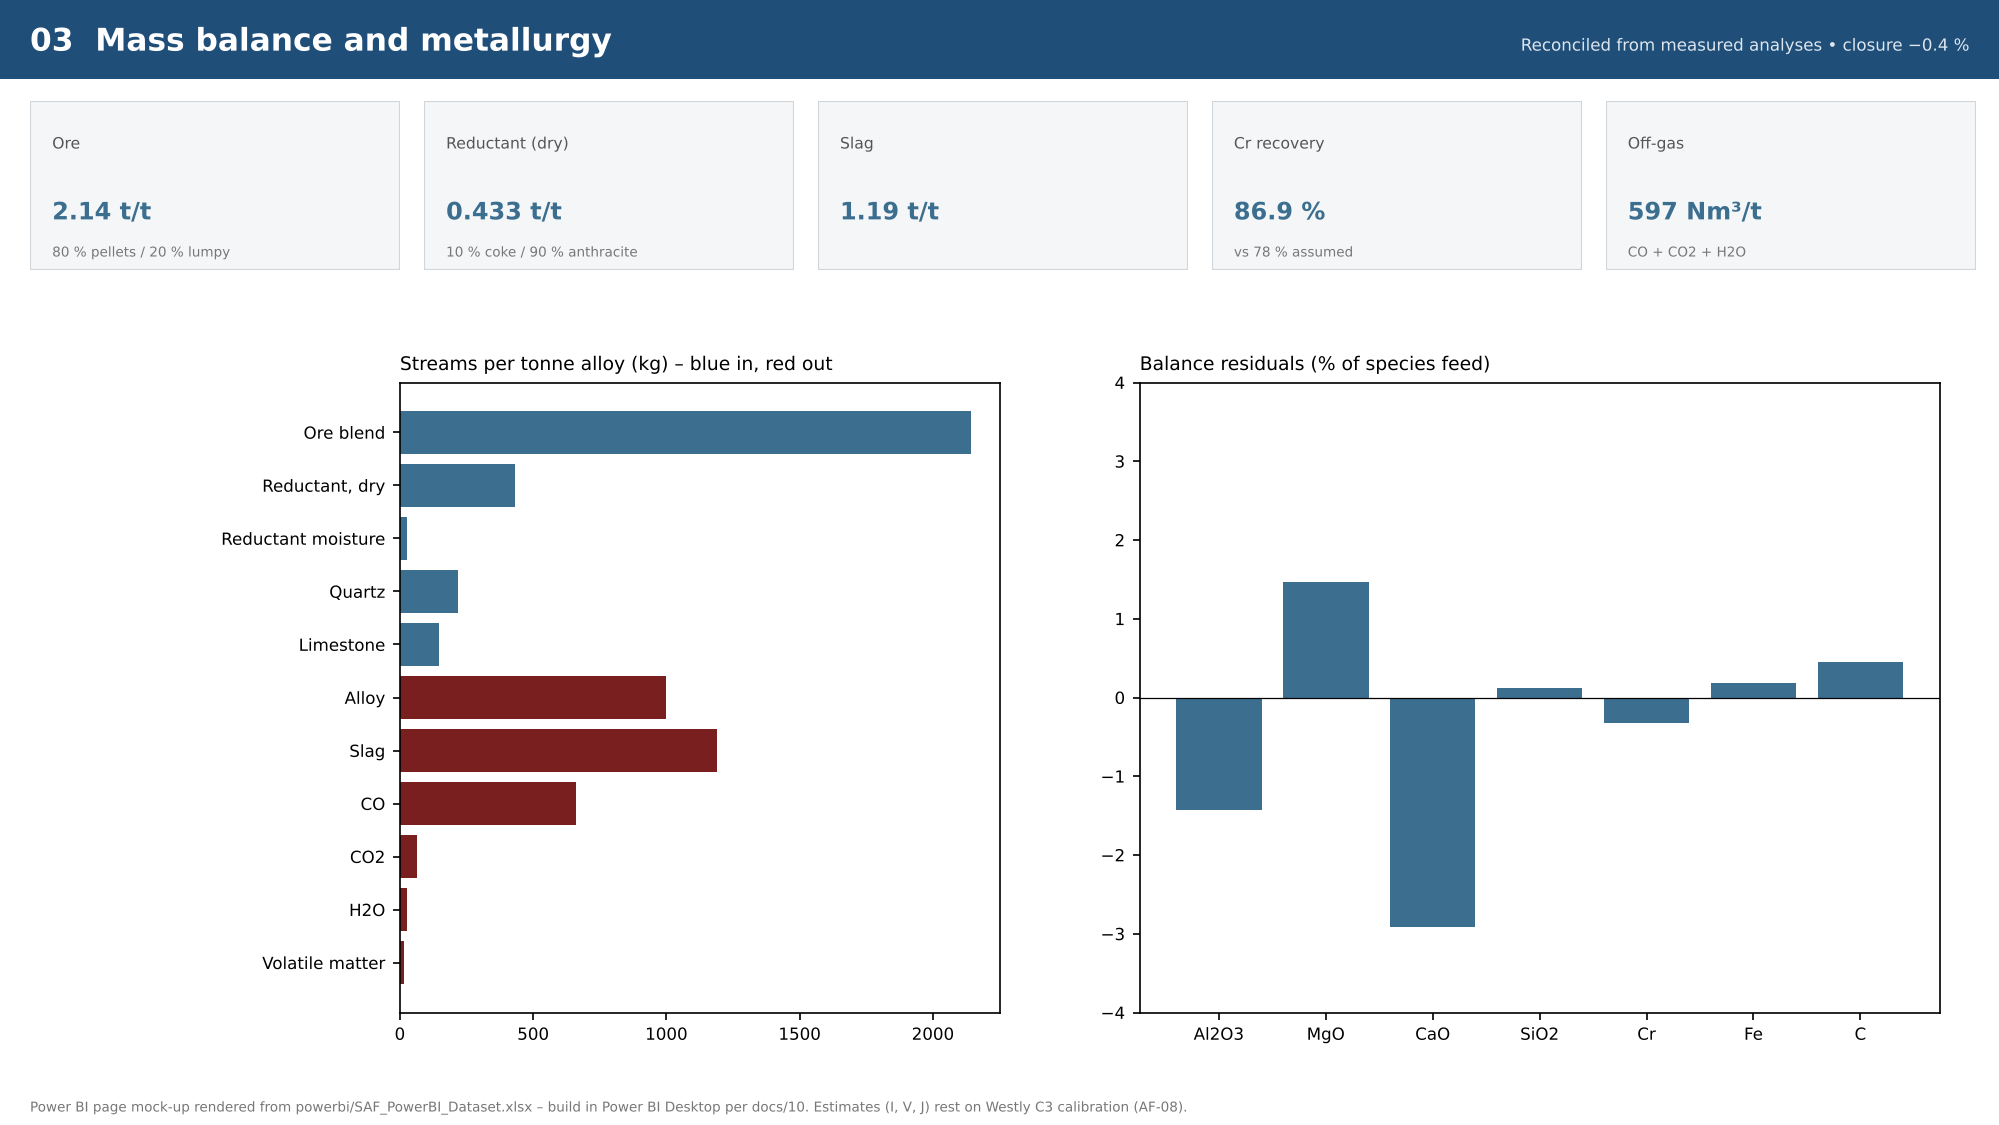 03 Mass balance and metallurgy
Reconciled from measured analyses • closure −0.4 %
Ore
2.14 t/t
80 % pellets / 20 % lumpy
Reductant (dry)
0.433 t/t
10 % coke / 90 % anthracite
Slag
1.19 t/t
Cr recovery
86.9 %
vs 78 % assumed
Off-gas
597 Nm³/t
CO + CO2 + H2O
Streams per tonne alloy (kg) – blue in, red out
Ore blend
Reductant, dry
Reductant moisture
Quartz
Limestone
Alloy
Slag
CO
CO2
H2O
Volatile matter
0 500 1000 1500 2000
Balance residuals (% of species feed)
4
3
2
1
0
−1
−2
−3
−4
Al2O3 MgO CaO SiO2 Cr Fe C
Power BI page mock-up rendered from powerbi/SAF_PowerBI_Dataset.xlsx – build in Power BI Desktop per docs/10. Estimates (I, V, J) rest on Westly C3 calibration (AF-08).